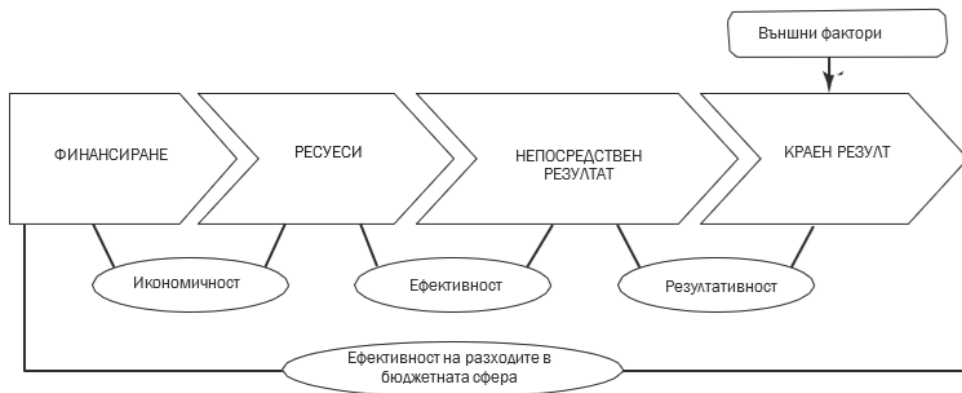 Външни фактори
ФИНАНСИРАНЕ
РЕСУЕСИ
НЕПОСРЕДСТВЕН
РЕЗУЛТАТ
КРАЕН РЕЗУЛТ
Икономичност
Ефективност
Резултативност
Ефективност на разходите в
бюджетната сфера